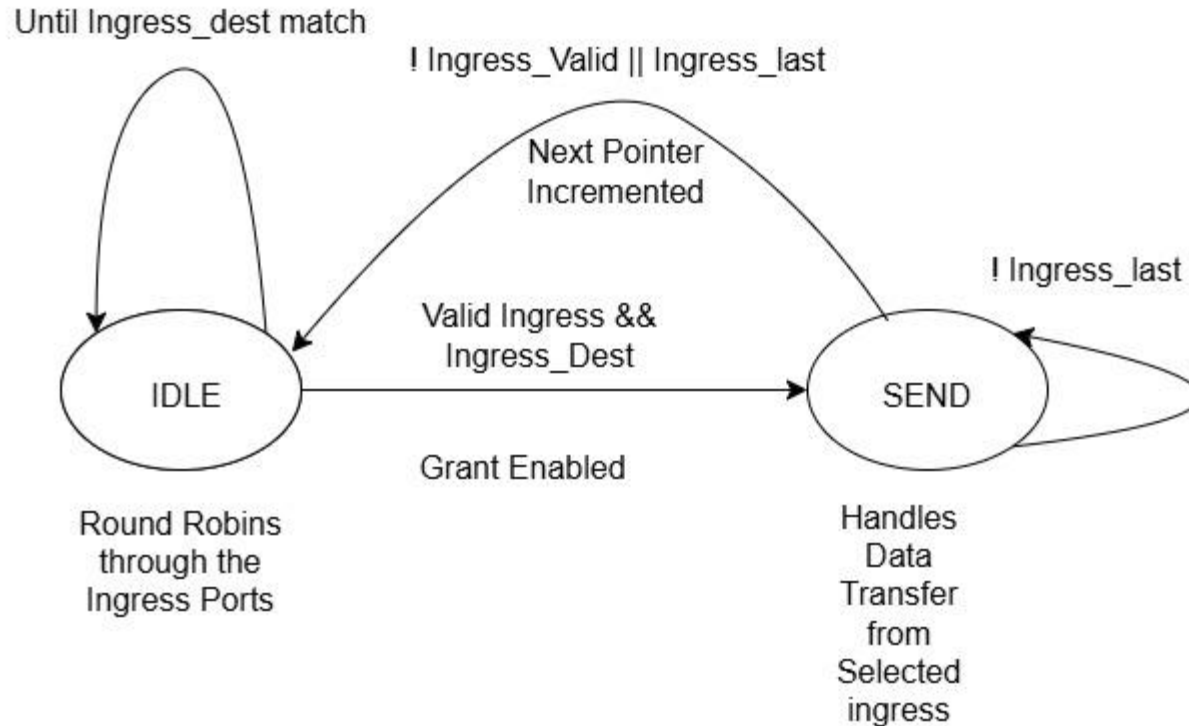 Until Ingress_dest match
! Ingress_Valid || Ingress_last
Next Pointer
Incremented
! Ingress_last
Valid Ingress &&
Ingress_Dest
IDLE
SEND
Grant Enabled
Round Robins
through the
Ingress Ports
Handles
Data
Transfer
from
Selected
ingress